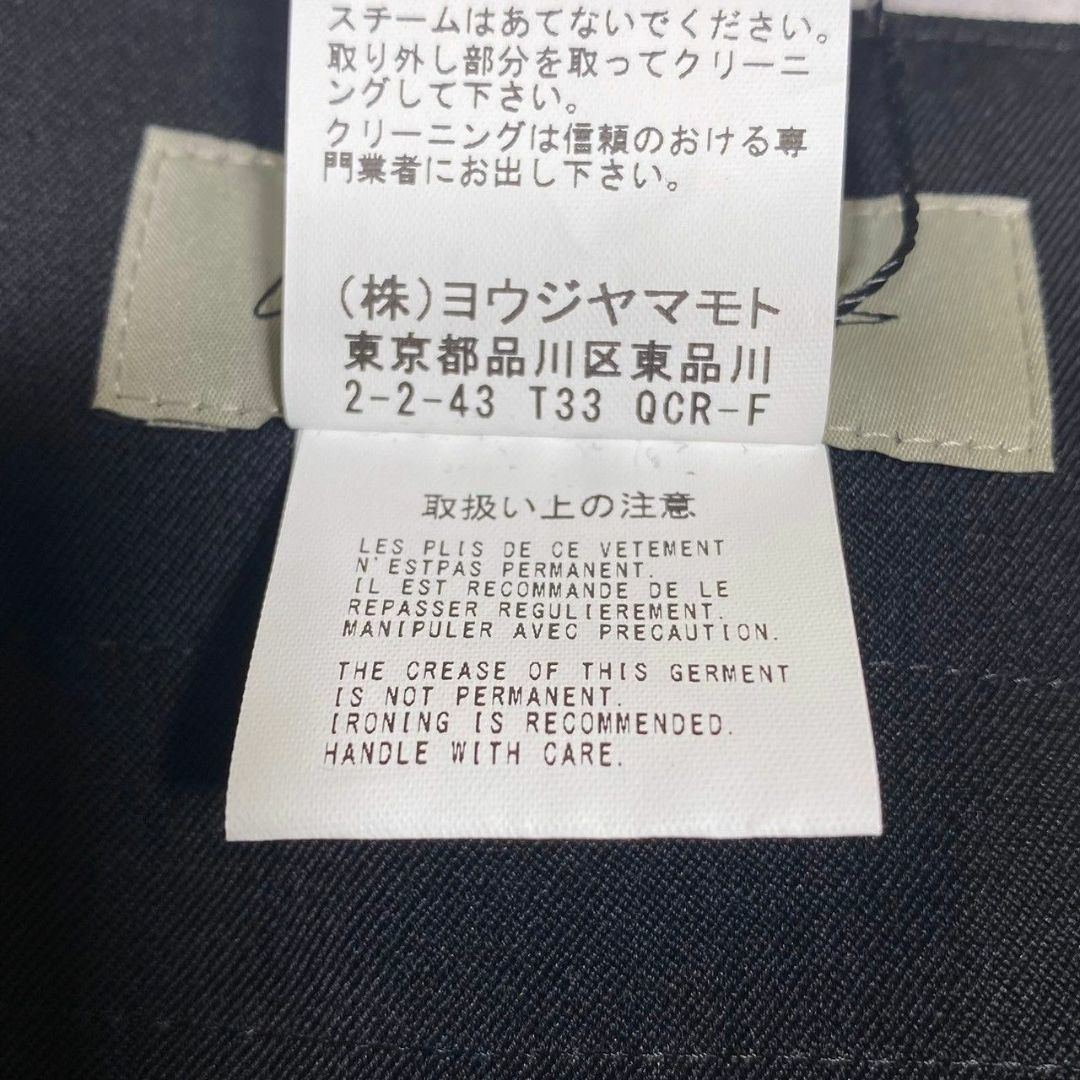 スチームはあてないでください。
取り外し部分を取ってクリーニ
ングして下さい。
クリーニングは信頼のおける専
門業者にお出し下さい。
(株)ヨウジヤマモト
東京都品川区東品川
2-2-43 T33 QCR-F
取扱い上の注意
LES PLIS DE CE VETEMENT
N'ESTPAS PERMANENT.
IL EST RECOMMANDE DE LE
REPASSER REGULIEREMENT.
MANIPULER AVEC PRECAUTION.
THE CREASE OF THIS GERMENT
IS NOT PERMANENT.
IRONING IS RECOMMENDED.
HANDLE WITH CARE.